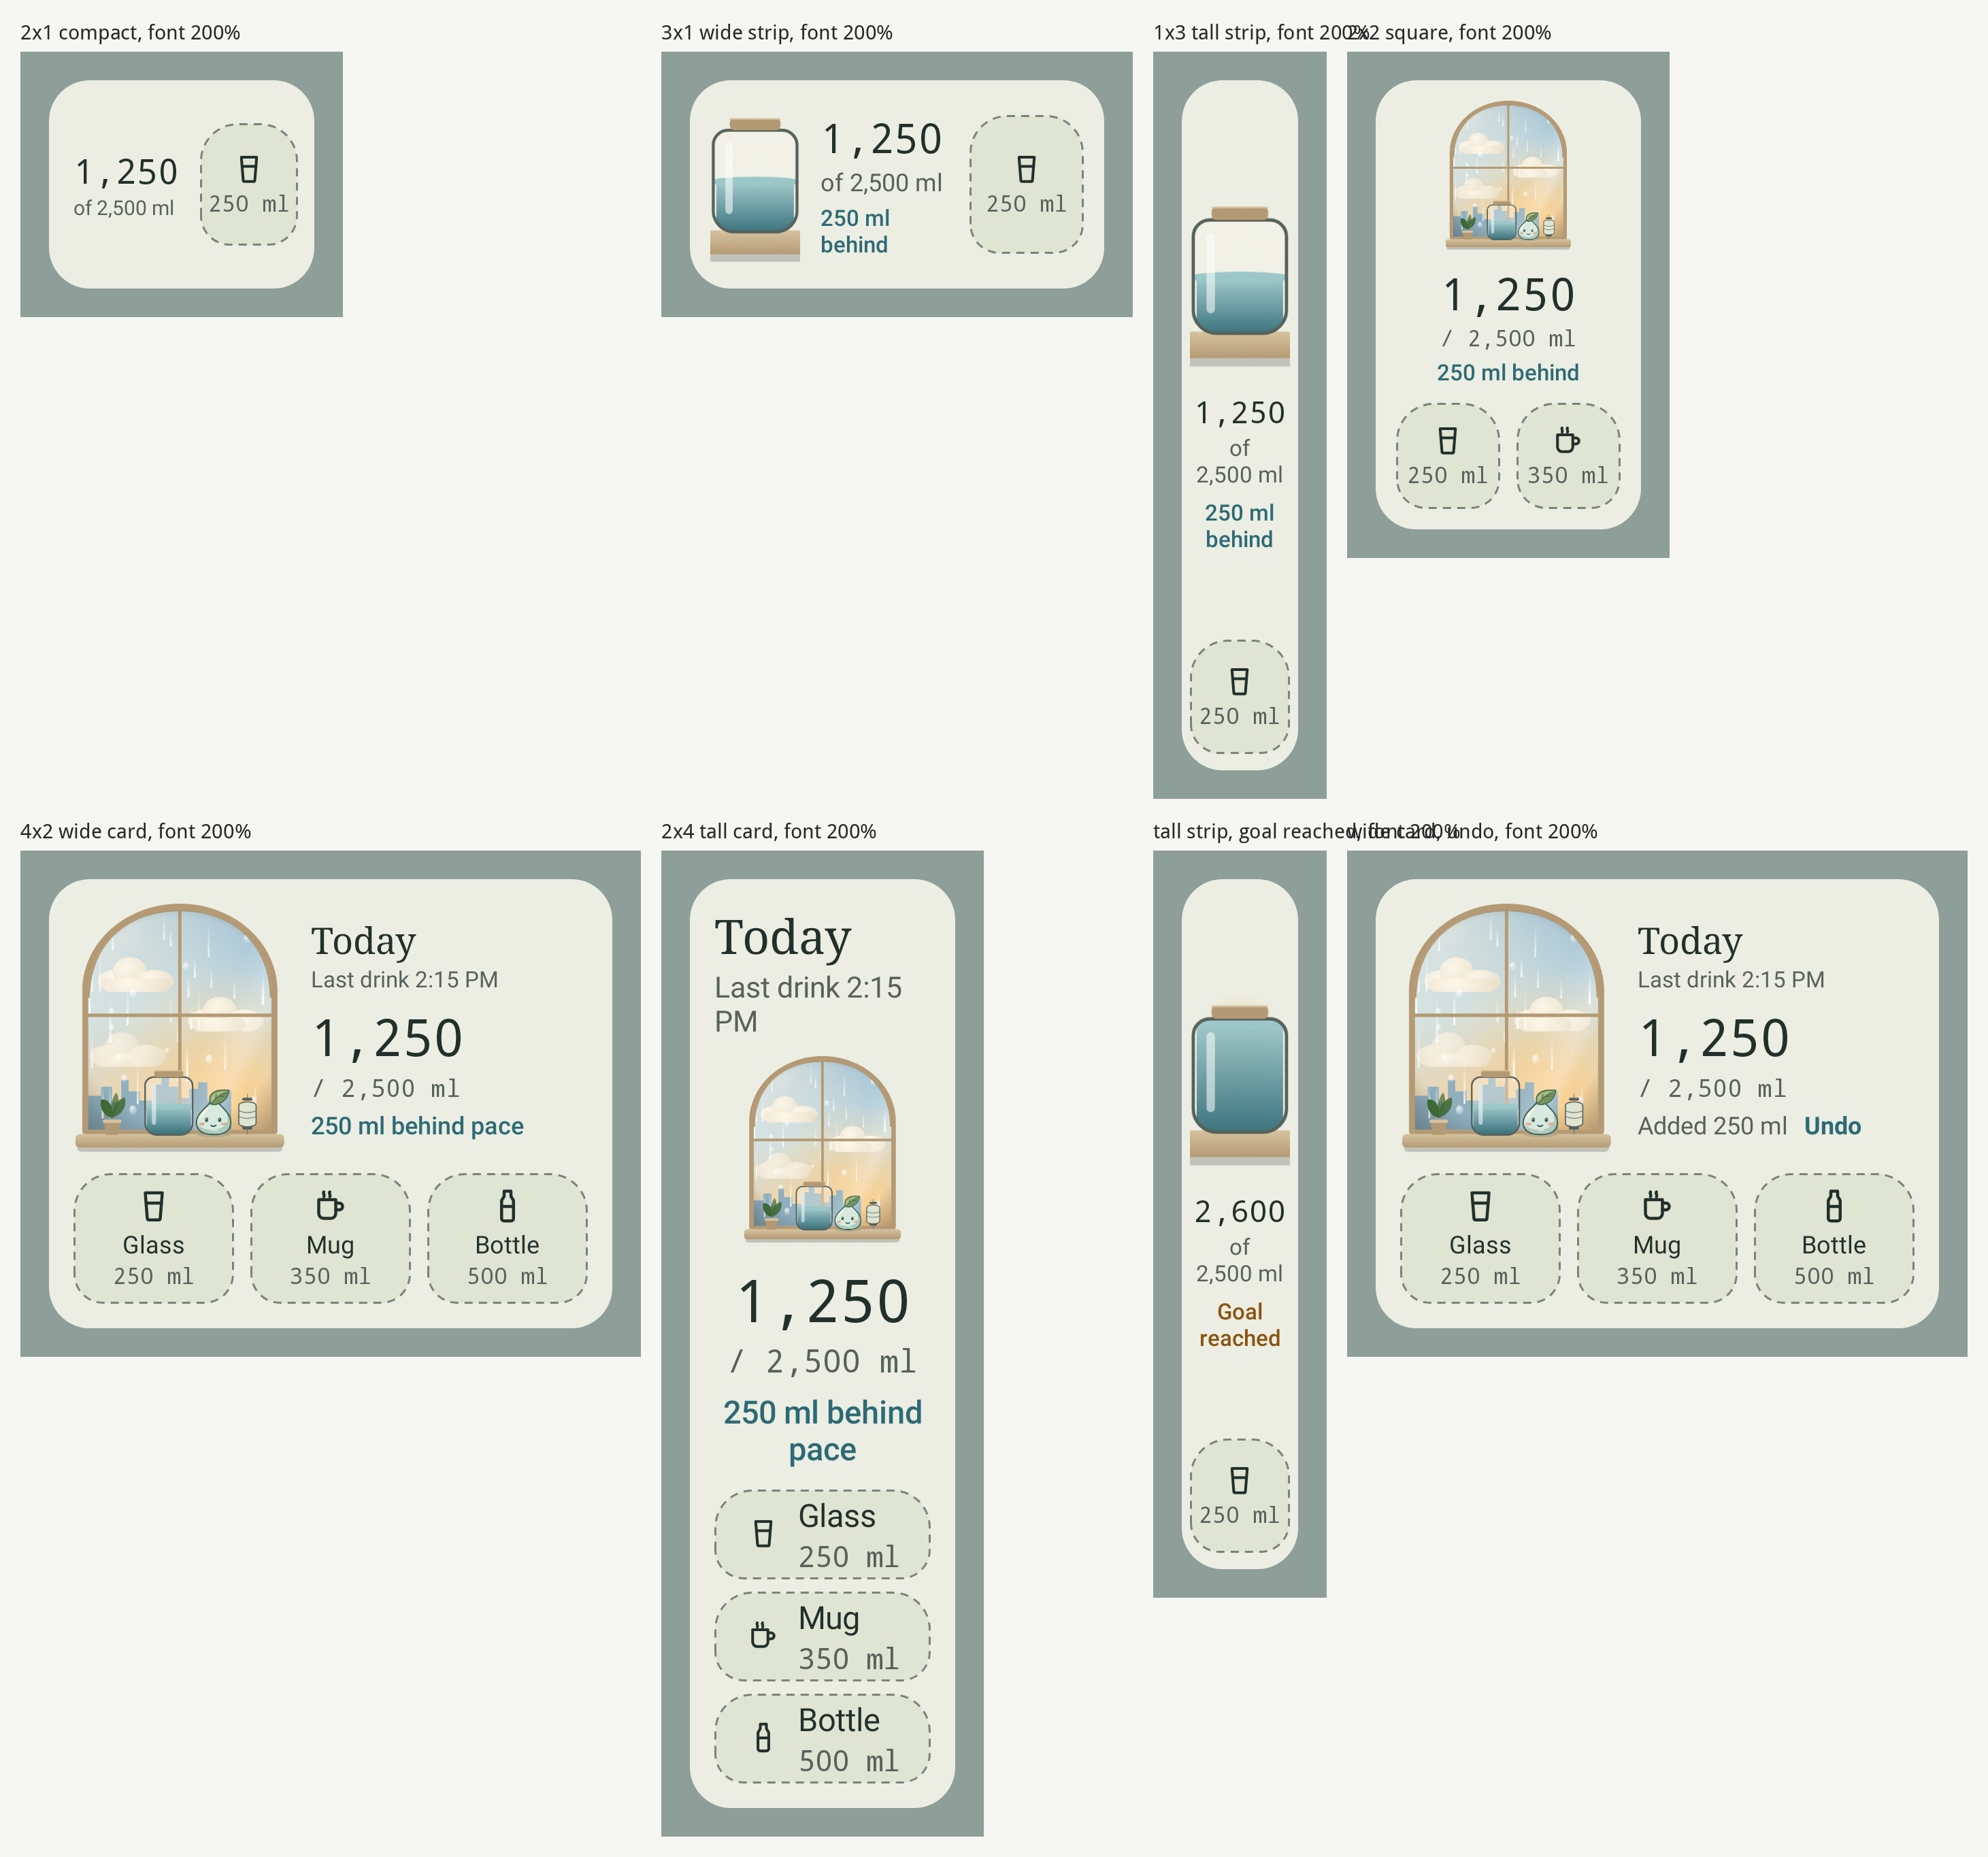 2x1 compact, font 200%
1,250
of 2,500 ml
250 ml
3x1 wide strip, font 200%
1,250
of 2,500 ml
250 ml
behind
250 ml
1x3 tall strip, font 200%
1,250
of
2,500 ml
250 ml
behind
250 ml
2x2 square, font 200%
1,250
/ 2,500 ml
250 ml behind
250 ml
350 ml
4x2 wide card, font 200%
Today
Last drink 2:15 PM
1,250
/ 2,500 ml
250 ml behind pace
Glass
250 ml
Mug
350 ml
Bottle
500 ml
2x4 tall card, font 200%
Today
Last drink 2:15
PM
1,250
/ 2,500 ml
250 ml behind
pace
Glass
250 ml
Mug
350 ml
Bottle
500 ml
tall strip, goal reached, font 200%
2,600
of
2,500 ml
Goal
reached
250 ml
wide card, undo, font 200%
Today
Last drink 2:15 PM
1,250
/ 2,500 ml
Added 250 ml Undo
Glass
250 ml
Mug
350 ml
Bottle
500 ml